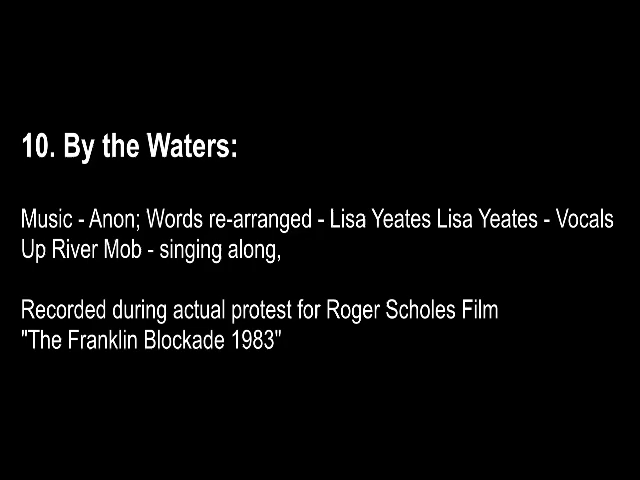 10. By the Waters:
Music - Anon; Words re-arranged - Lisa Yeates Lisa Yeates - Vocals
Up River Mob - singing along,
Recorded during actual protest for Roger Scholes Film
"The Franklin Blockade 1983"